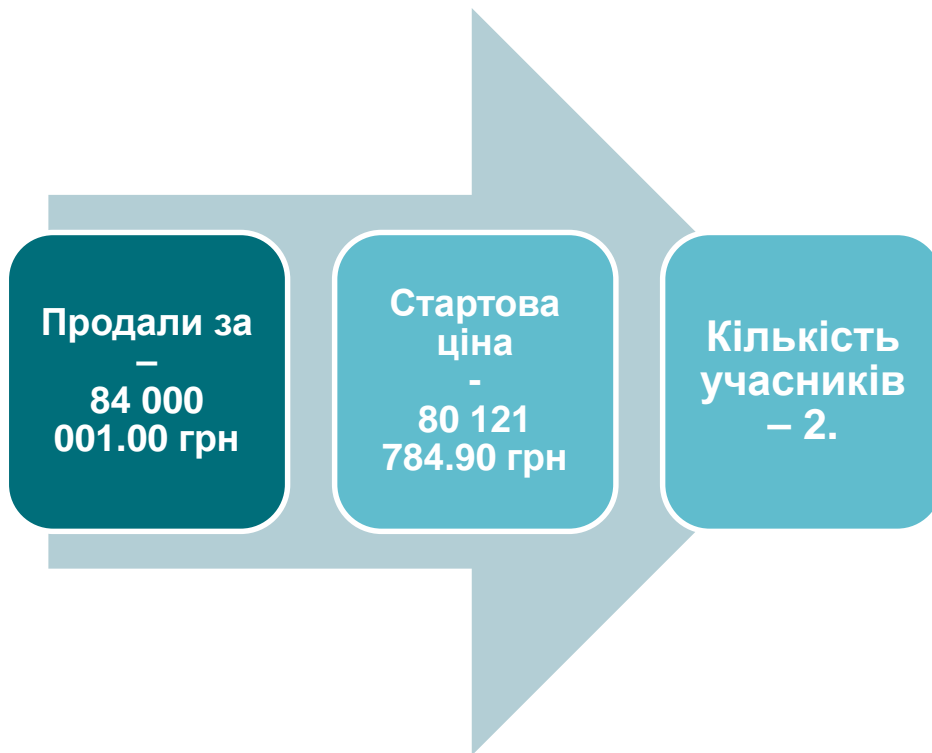 Продали за
–
84 000
001.00 грн
Стартова
ціна
-
80 121
784.90 грн
Кількість
учасників
– 2.